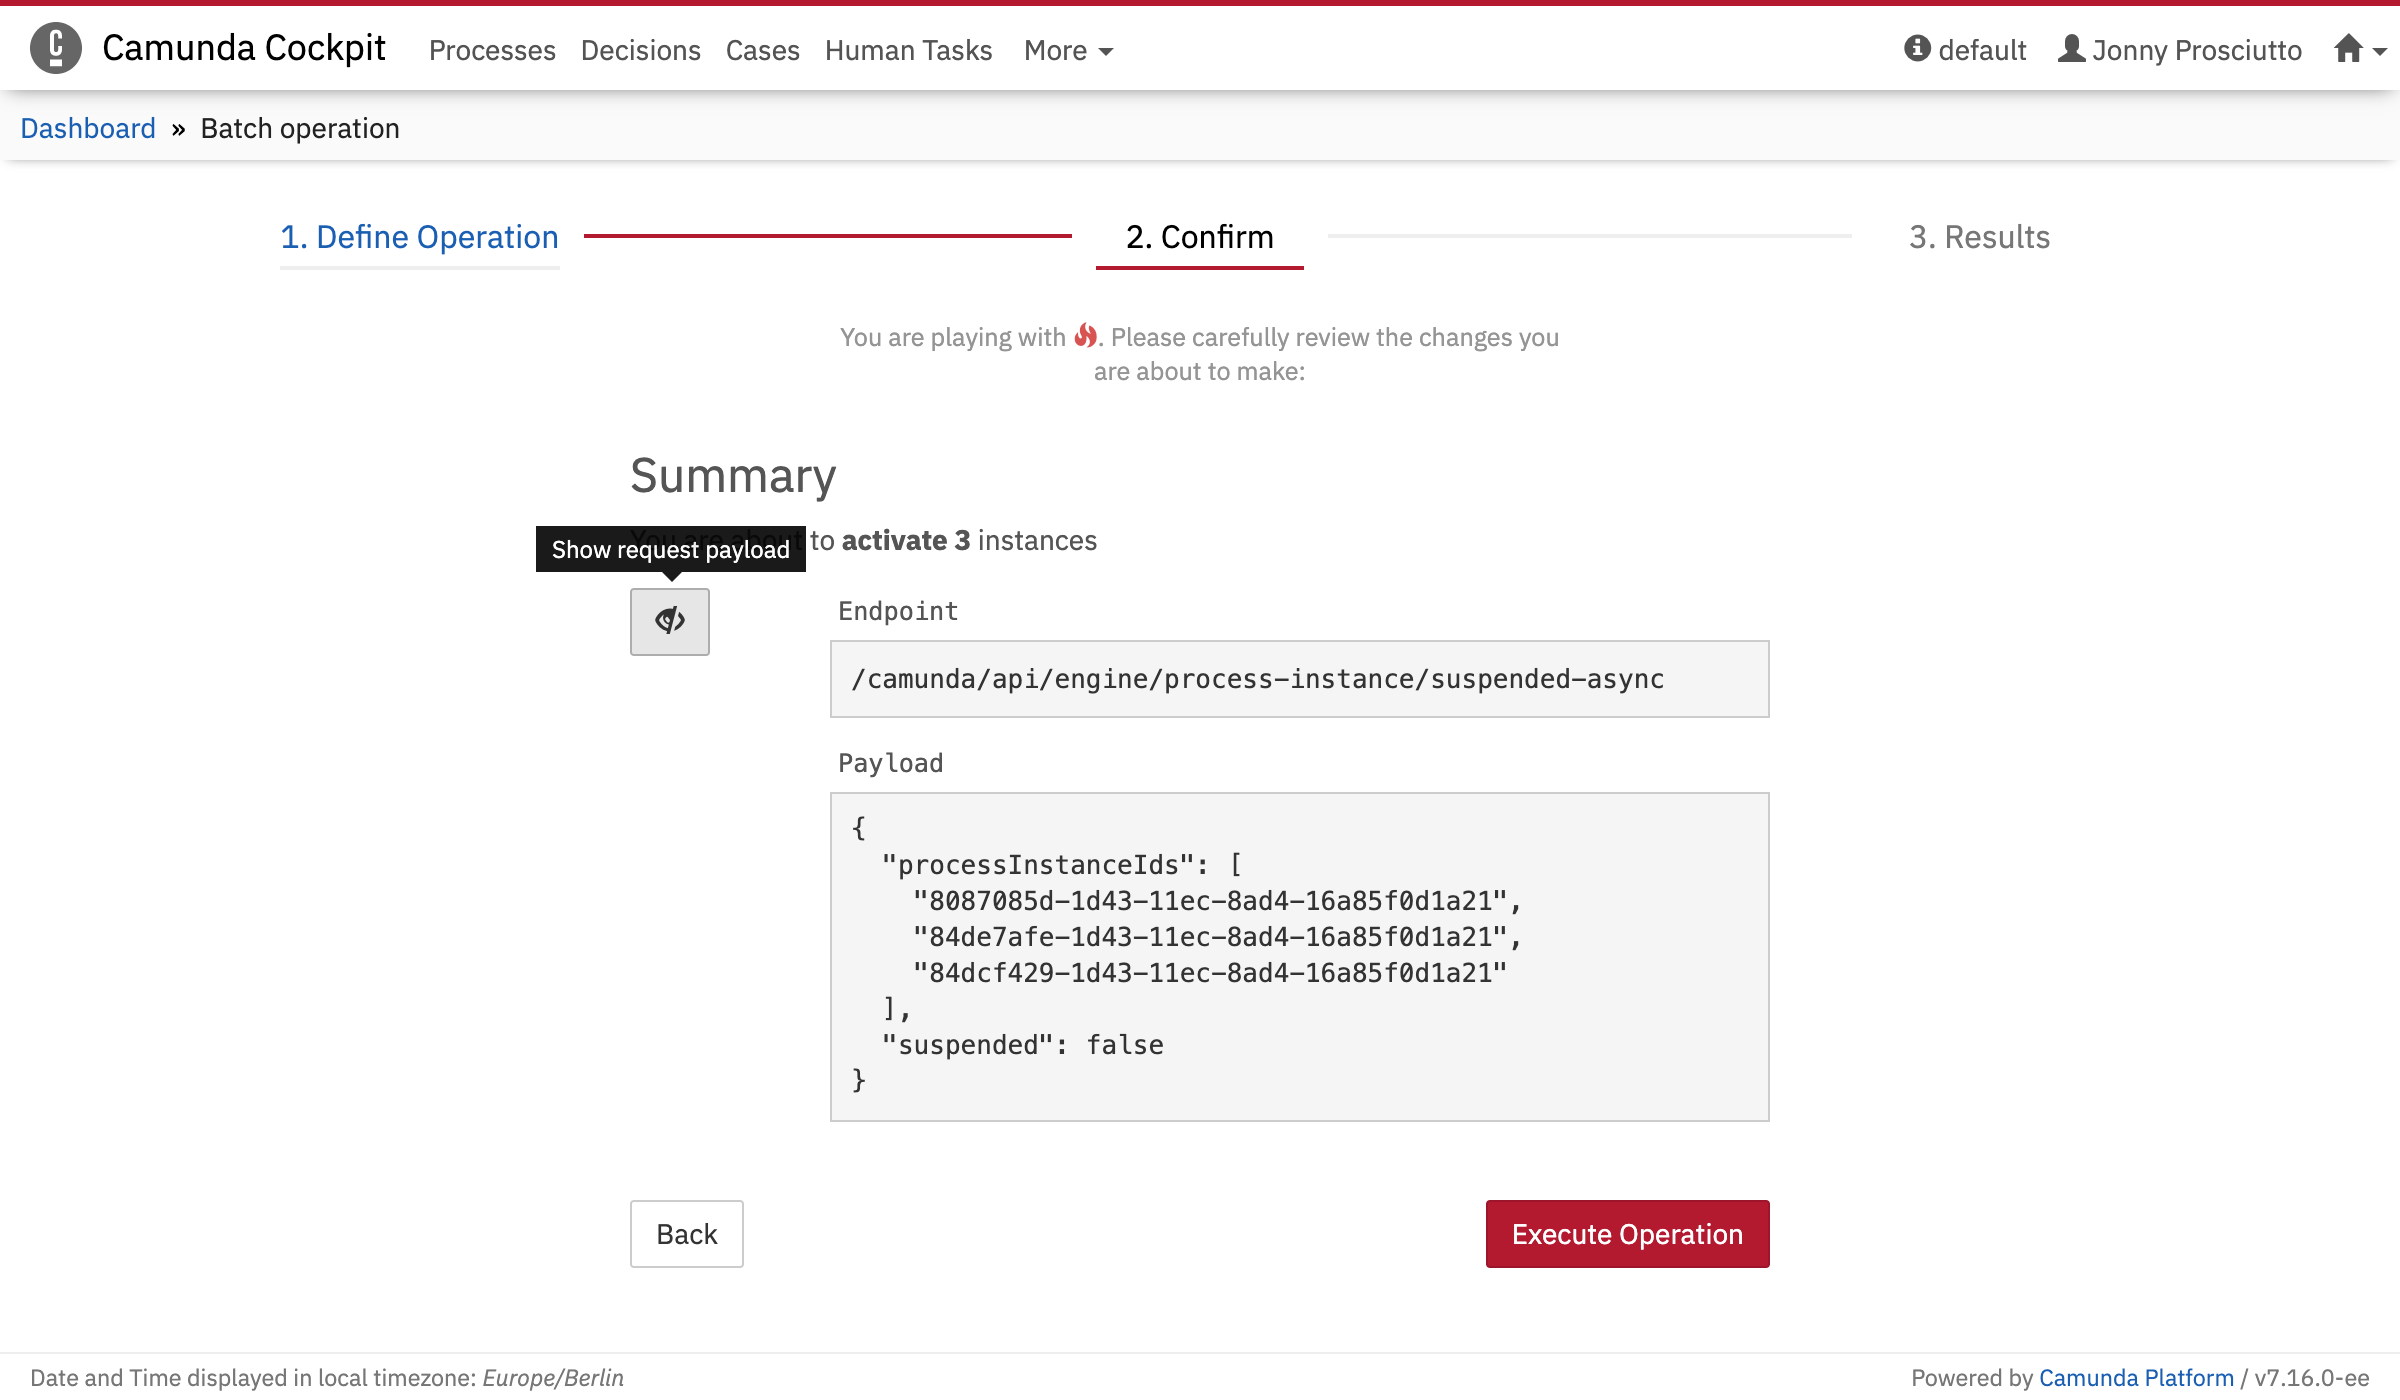 Camunda Cockpit Processes Decisions Cases Human Tasks More default Jonny Prosciutto
Dashboard » Batch operation
1. Define Operation 2. Confirm 3. Results
You are playing with . Please carefully review the changes you
are about to make:
Summary
You are about to activate 3 instances
Show request payload
Endpoint
/camunda/api/engine/process-instance/suspended-async
Payload
{
"processInstanceIds": [
"8087085d-1d43-11ec-8ad4-16a85f0d1a21",
"84de7afe-1d43-11ec-8ad4-16a85f0d1a21",
"84dcf429-1d43-11ec-8ad4-16a85f0d1a21"
],
"suspended": false
}
Back Execute Operation
Date and Time displayed in local timezone: Europe/Berlin Powered by Camunda Platform / v7.16.0-ee